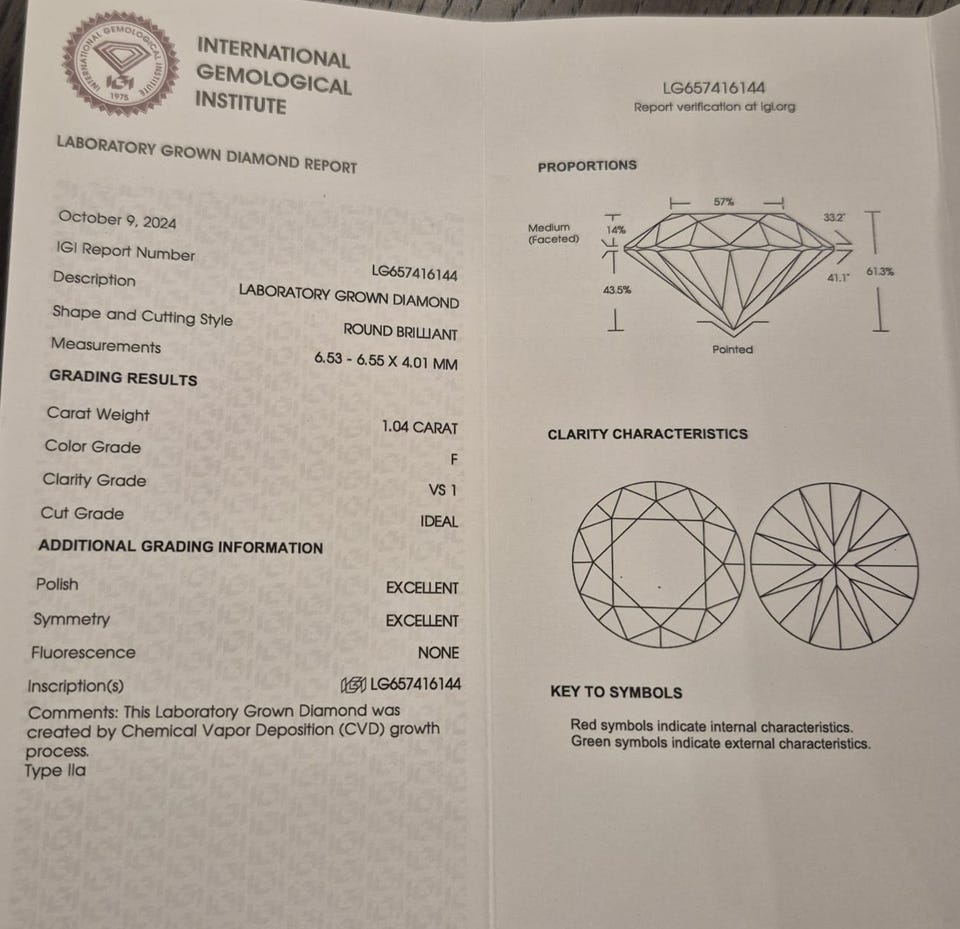 INTERNATIONAL GEMOLOGICAL INSTITUTE
IGI
1975
INTERNATIONAL
GEMOLOGICAL
INSTITUTE
LABORATORY GROWN DIAMOND REPORT
October 9, 2024
IGI Report Number LG657416144
Description LABORATORY GROWN DIAMOND
Shape and Cutting Style ROUND BRILLIANT
Measurements 6.53 - 6.55 X 4.01 MM
GRADING RESULTS
Carat Weight 1.04 CARAT
Color Grade F
Clarity Grade VS 1
Cut Grade IDEAL
ADDITIONAL GRADING INFORMATION
Polish EXCELLENT
Symmetry EXCELLENT
Fluorescence NONE
Inscription(s) IGI LG657416144
Comments: This Laboratory Grown Diamond was
created by Chemical Vapor Deposition (CVD) growth
process.
Type IIa
LG657416144
Report verification at igi.org
PROPORTIONS
57%
Medium
(Faceted)
14%
33.2°
43.5%
41.1°
61.3%
Pointed
CLARITY CHARACTERISTICS
KEY TO SYMBOLS
Red symbols indicate internal characteristics.
Green symbols indicate external characteristics.